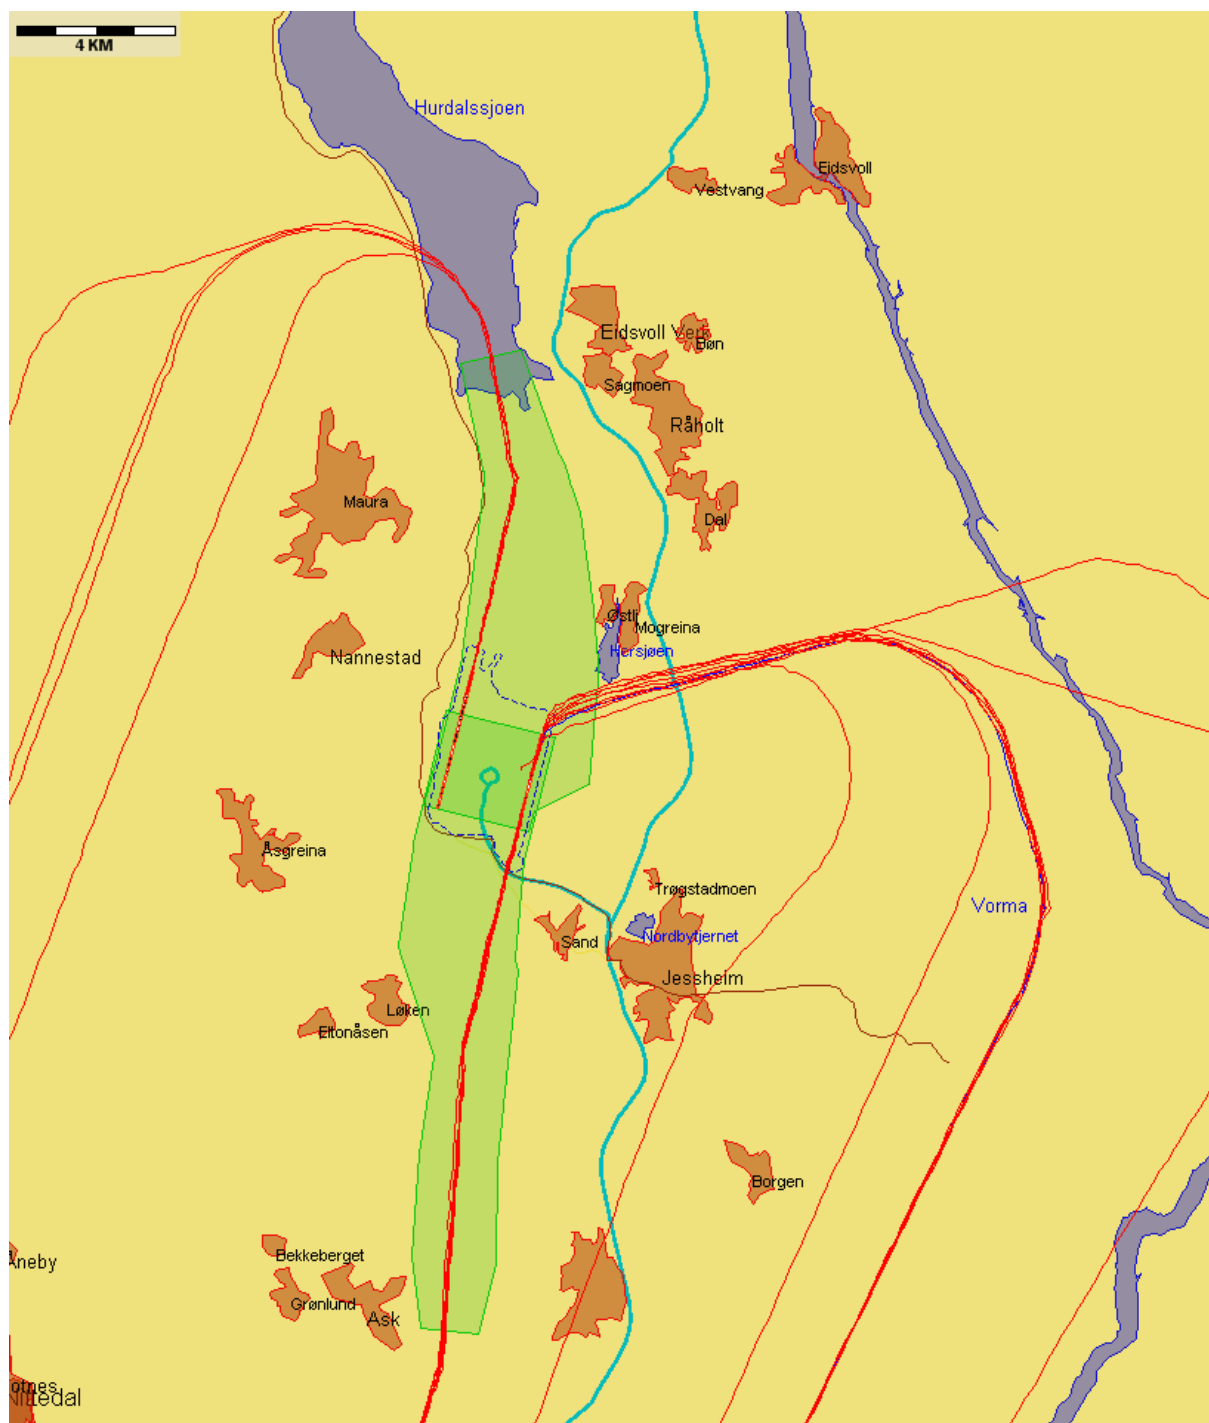 4 KM
Hurdalssjoen
Eidsvoll
Vestvang
Eidsvoll Verk
Bøn
Sagmoen
Råholt
Maura
Dal
Østli
Mogreina
Nannestad
Hersjøen
Åsgreina
Trøgstadmoen
Vorma
Nordbytjernet
Sand
Jessheim
Løken
Eltonåsen
Borgen
Bekkeberget
Åneby
Grønlund
Ask
otnes
Nittedal